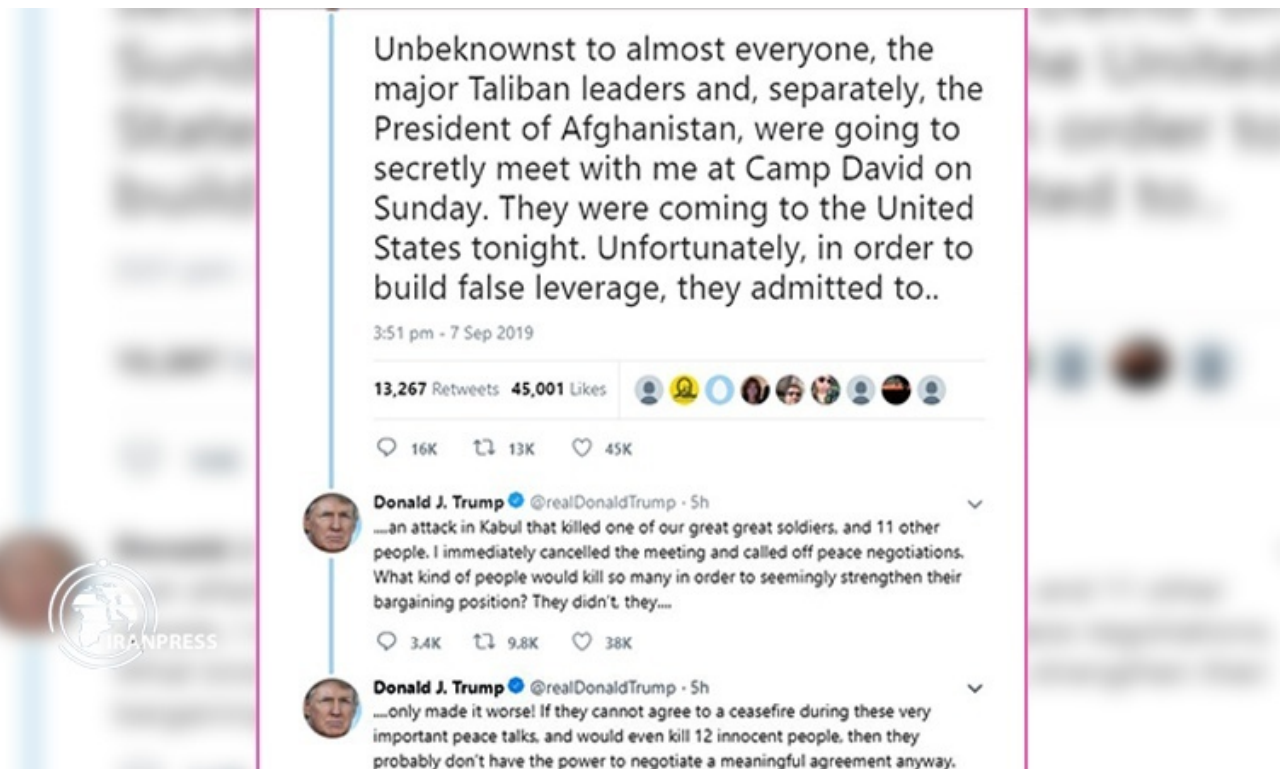 Unbeknownst to almost everyone, the
major Taliban leaders and, separately, the
President of Afghanistan, were going to
secretly meet with me at Camp David on
Sunday. They were coming to the United
States tonight. Unfortunately, in order to
build false leverage, they admitted to..
3:51 pm - 7 Sep 2019
13,267 Retweets 45,001 Likes
16K 13K 45K
Donald J. Trump @realDonaldTrump · 5h
....an attack in Kabul that killed one of our great great soldiers, and 11 other
people. I immediately cancelled the meeting and called off peace negotiations.
What kind of people would kill so many in order to seemingly strengthen their
bargaining position? They didn't, they....
3.4K 9.8K 38K
Donald J. Trump @realDonaldTrump · 5h
....only made it worse! If they cannot agree to a ceasefire during these very
important peace talks, and would even kill 12 innocent people, then they
probably don't have the power to negotiate a meaningful agreement anyway.
IRANPRESS